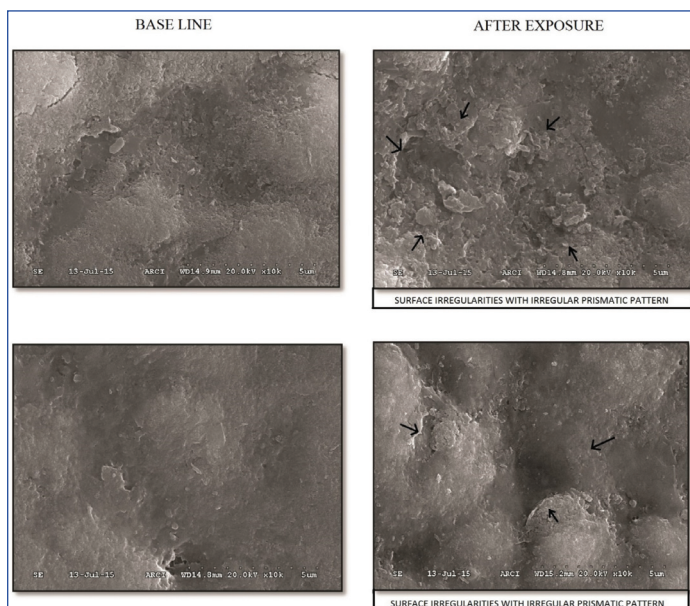 BASE LINE
AFTER EXPOSURE
SE 13-Jul-15 ARCI WD14.9mm 20.0kV x10k 5um
SE 13-Jul-15 ARCI WD14.8mm 20.0kV x10k 5um
SURFACE IRREGULARITIES WITH IRREGULAR PRISMATIC PATTERN
SE 13-Jul-15 ARCI WD14.8mm 20.0kV x10k 5um
SE 13-Jul-15 ARCI WD15.2mm 20.0kV x10k 5um
SURFACE IRREGULARITIES WITH IRREGULAR PRISMATIC PATTERN